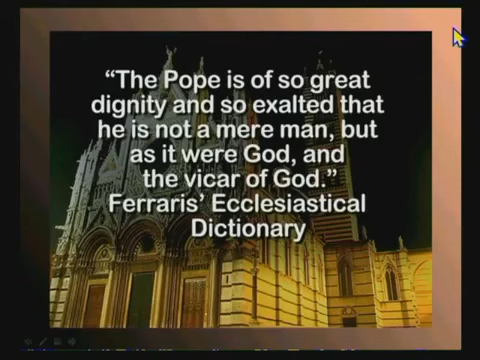 “The Pope is of so great
dignity and so exalted that
he is not a mere man, but
as it were God, and
the vicar of God.”
Ferraris’ Ecclesiastical
Dictionary